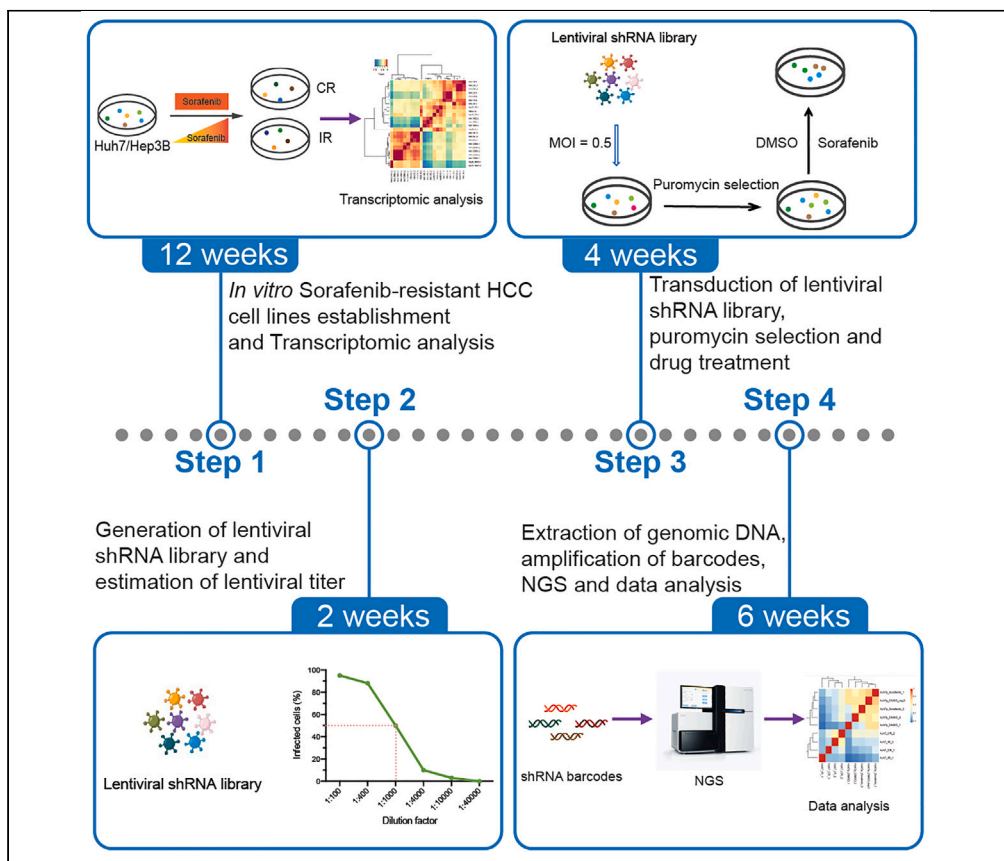 Sorafenib
Sorafenib
Huh7/Hep3B
CR
IR
Transcriptomic analysis
12 weeks
In vitro Sorafenib-resistant HCC
cell lines establishment
and Transcriptomic analysis
Lentiviral shRNA library
MOI = 0.5
Puromycin selection
DMSO
Sorafenib
4 weeks
Transduction of lentiviral
shRNA library,
puromycin selection and
drug treatment
Step 1
Step 2
Step 3
Step 4
Generation of lentiviral
shRNA library and
estimation of lentiviral titer
2 weeks
Lentiviral shRNA library
Infected cells (%)
100
80
60
40
20
0
1:100
1:400
1:1000
1:4000
1:10000
1:40000
Dilution factor
Extraction of genomic DNA,
amplification of barcodes,
NGS and data analysis
6 weeks
shRNA barcodes
NGS
Data analysis